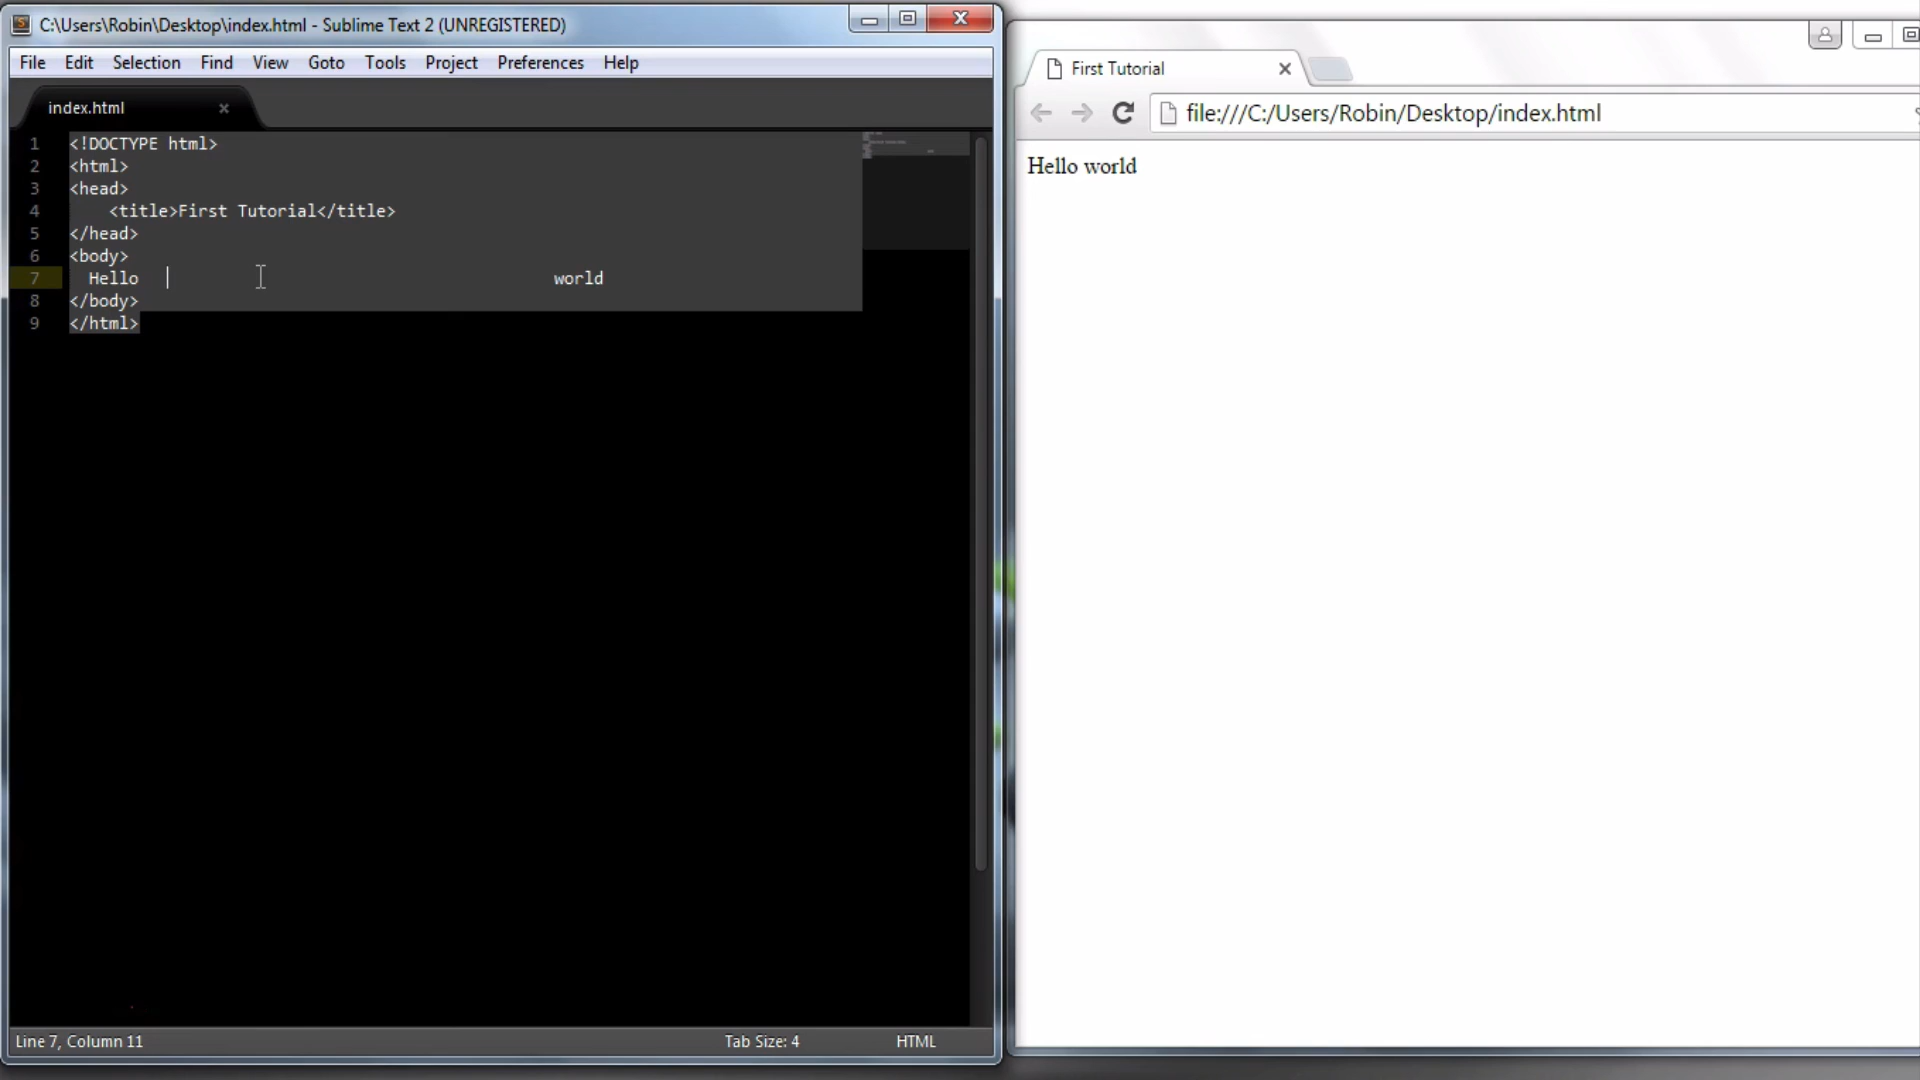 C:\Users\Robin\Desktop\index.html - Sublime Text 2 (UNREGISTERED)
File Edit Selection Find View Goto Tools Project Preferences Help
index.html
1 <!DOCTYPE html>
2 <html>
3 <head>
4     <title>First Tutorial</title>
5 </head>
6 <body>
7   Hello                                           world
8 </body>
9 </html>
Line 7, Column 11 Tab Size: 4 HTML
First Tutorial
file:///C:/Users/Robin/Desktop/index.html
Hello world